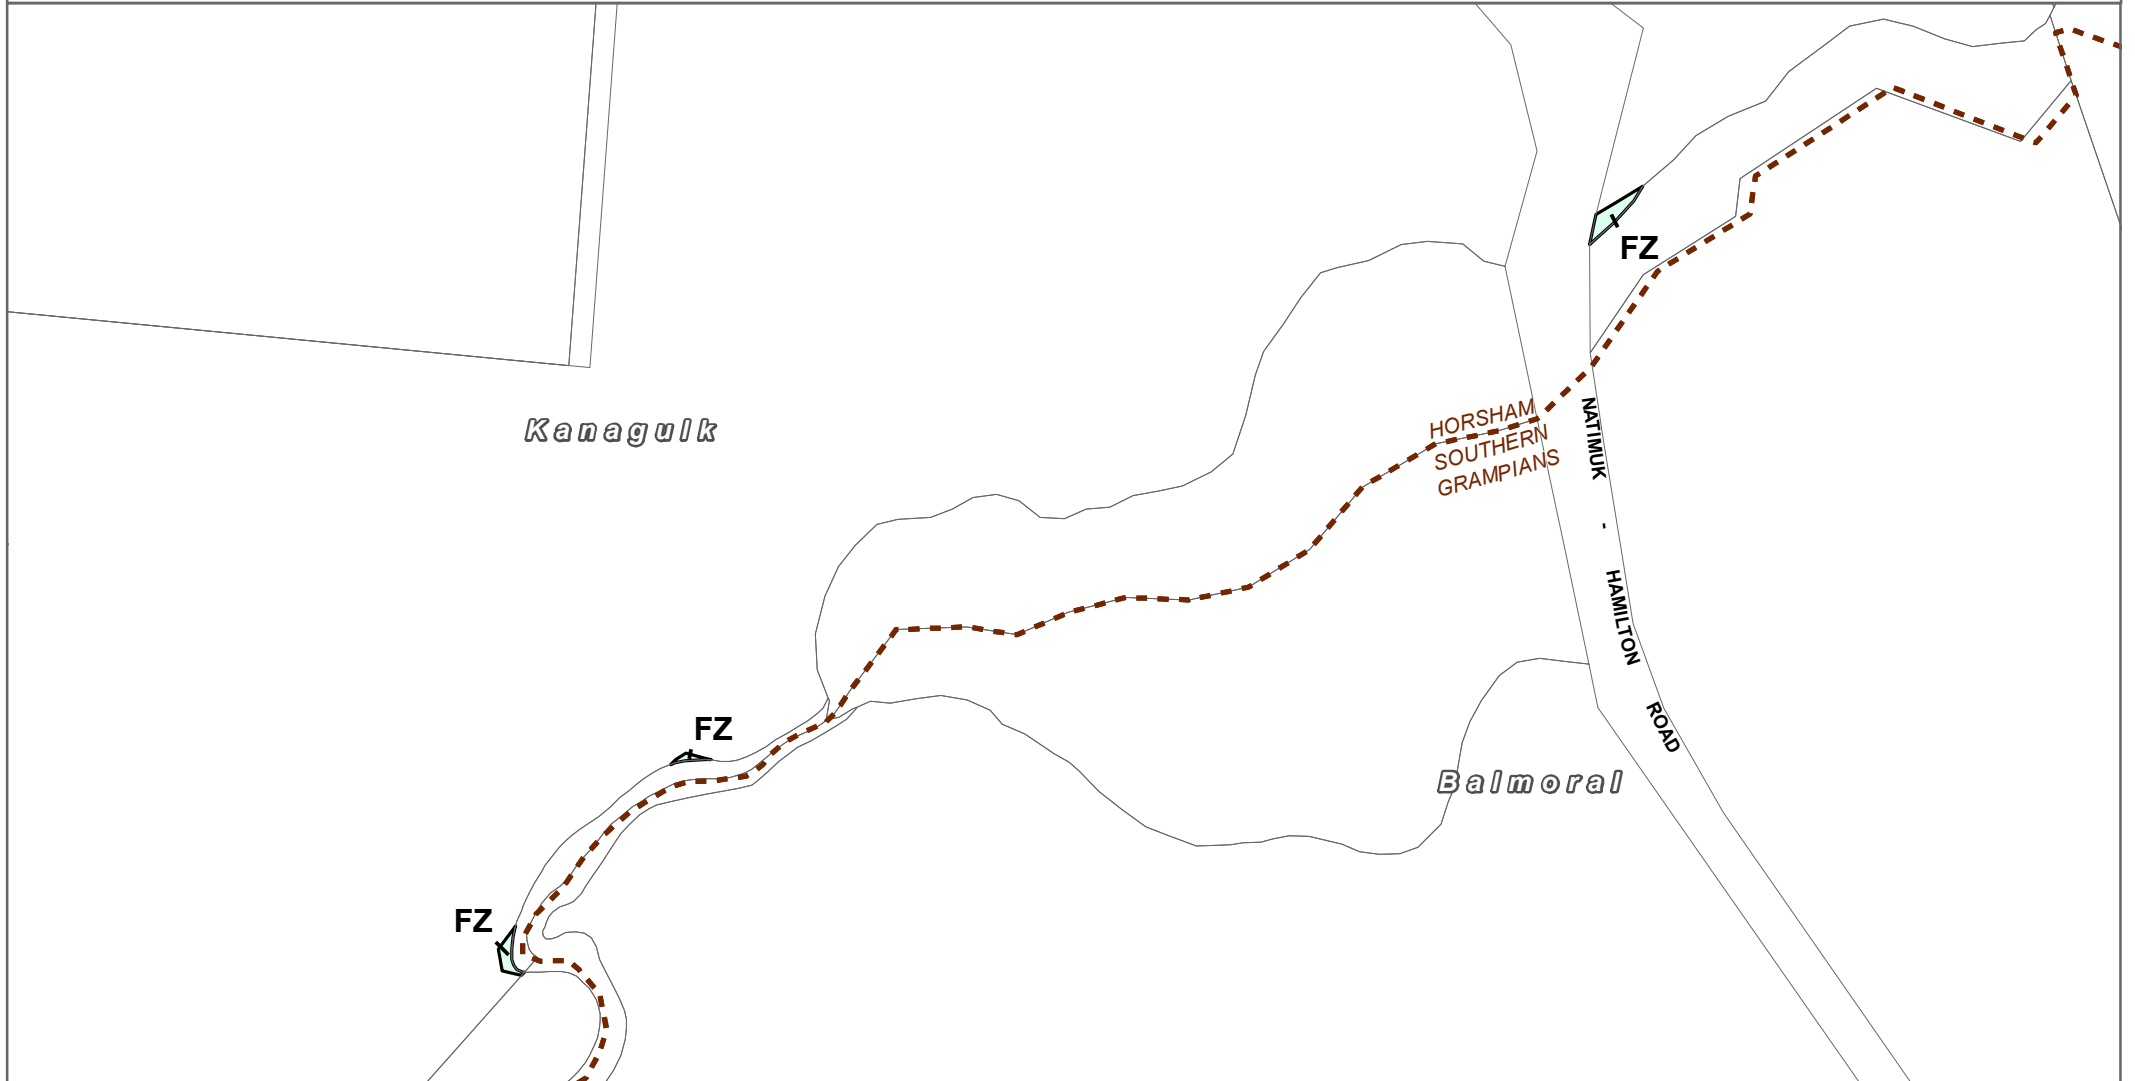 FZ
HORSHAM
SOUTHERN
GRAMPIANS
NATIMUK - HAMILTON ROAD
Kanagulk
FZ
Balmoral
FZ